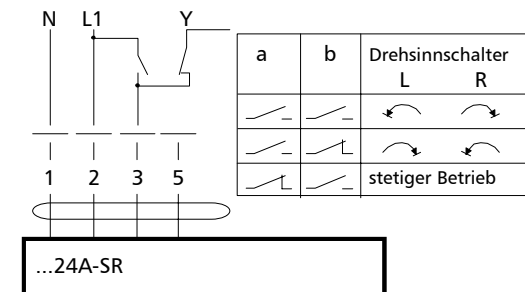 N L1 Y
a b Drehsinnschalter
L R
stetiger Betrieb
1 2 3 5
...24A-SR